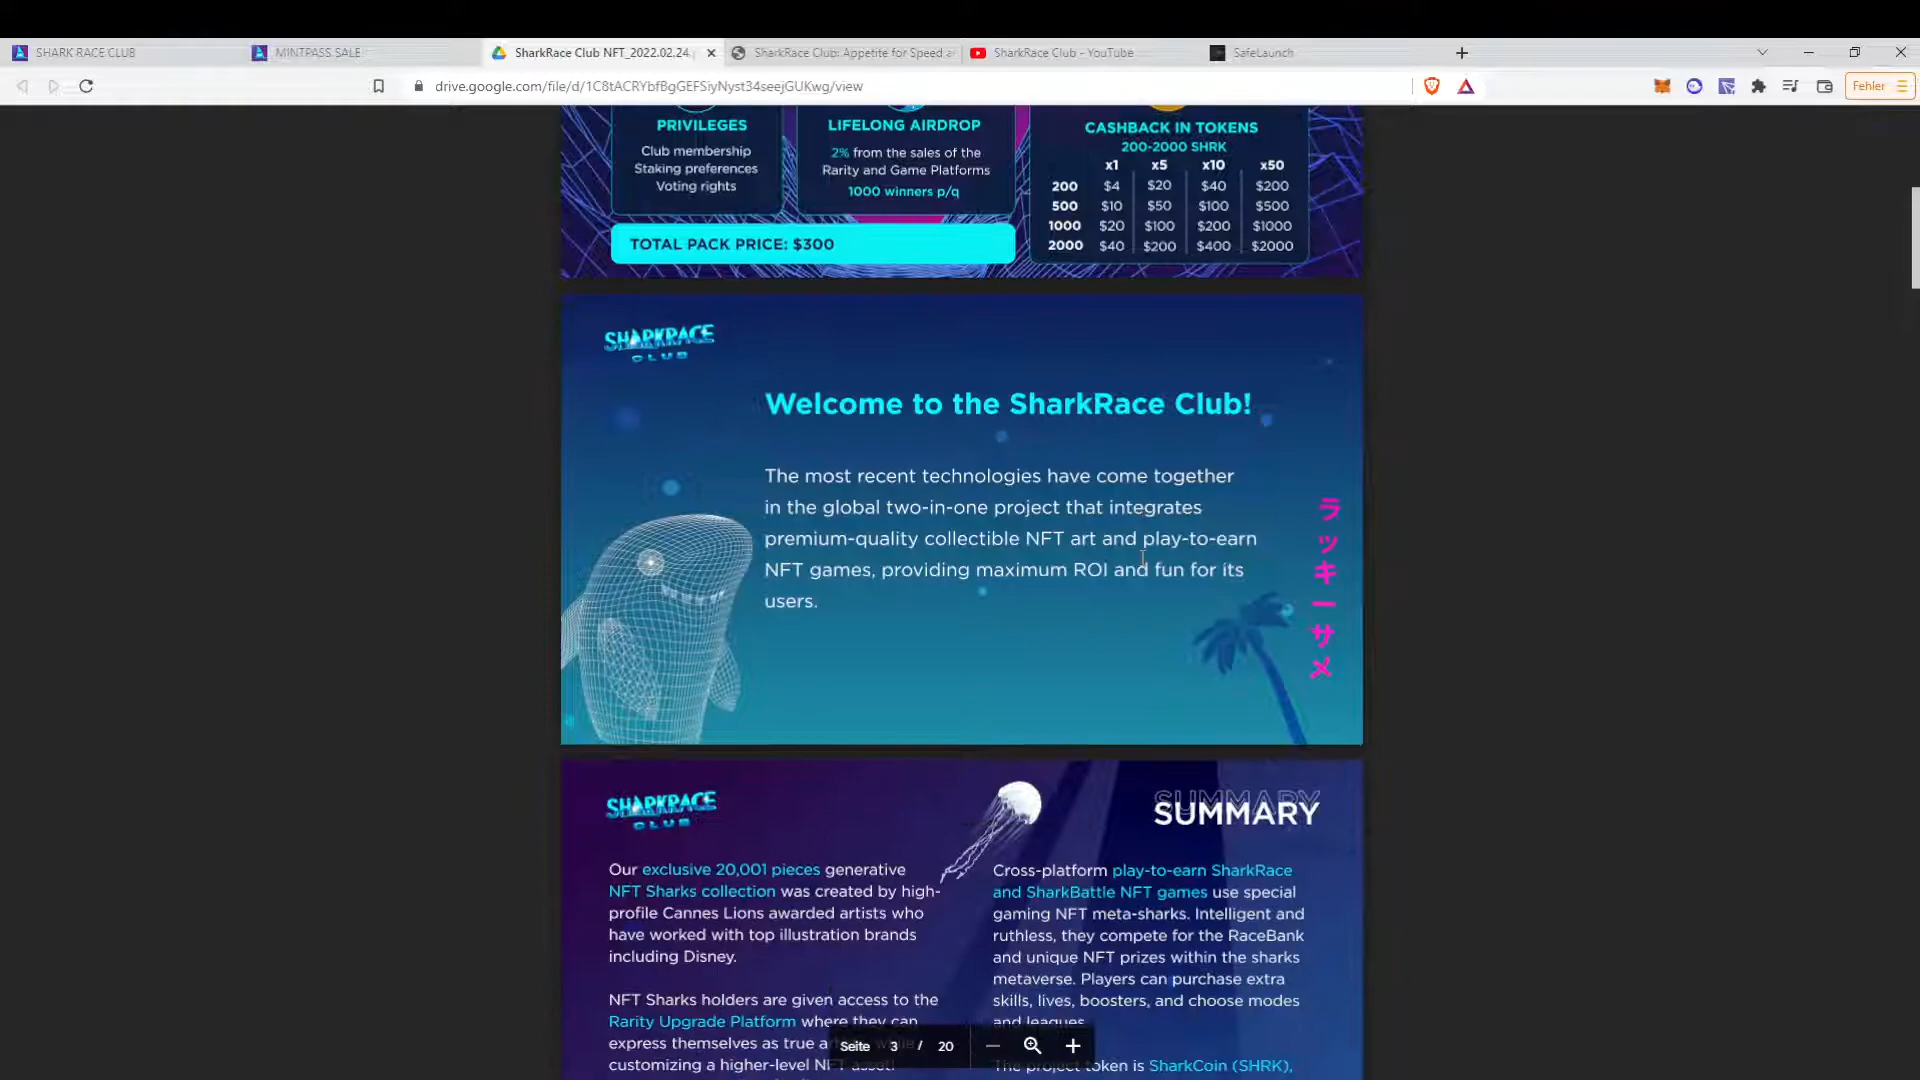 SHARK RACE CLUB
MINTPASS SALE
SharkRace Club NFT_2022.02.24.
SharkRace Club: Appetite for Speed a
SharkRace Club - YouTube
SafeLaunch
drive.google.com/file/d/1C8tACRYbfBgGEFSiyNyst34seejGUKwg/view
Fehler
PRIVILEGES
Club membership
Staking preferences
Voting rights
LIFELONG AIRDROP
2% from the sales of the
Rarity and Game Platforms
1000 winners p/q
CASHBACK IN TOKENS
200-2000 SHRK
x1 x5 x10 x50
200 $4 $20 $40 $200
500 $10 $50 $100 $500
1000 $20 $100 $200 $1000
2000 $40 $200 $400 $2000
TOTAL PACK PRICE: $300
SHARKRACE
CLUB
Welcome to the SharkRace Club!
The most recent technologies have come together
in the global two-in-one project that integrates
premium-quality collectible NFT art and play-to-earn
NFT games, providing maximum ROI and fun for its
users.
ラッキーサメ
SHARKRACE
CLUB
SUMMARY
Our exclusive 20,001 pieces generative
NFT Sharks collection was created by high-
profile Cannes Lions awarded artists who
have worked with top illustration brands
including Disney.
NFT Sharks holders are given access to the
Rarity Upgrade Platform where they can
express themselves as true
customizing a higher-level NFT asset!
Cross-platform play-to-earn SharkRace
and SharkBattle NFT games use special
gaming NFT meta-sharks. Intelligent and
ruthless, they compete for the RaceBank
and unique NFT prizes within the sharks
metaverse. Players can purchase extra
skills, lives, boosters, and choose modes
and leagues.
The project token is SharkCoin (SHRK),
Seite 3 / 20